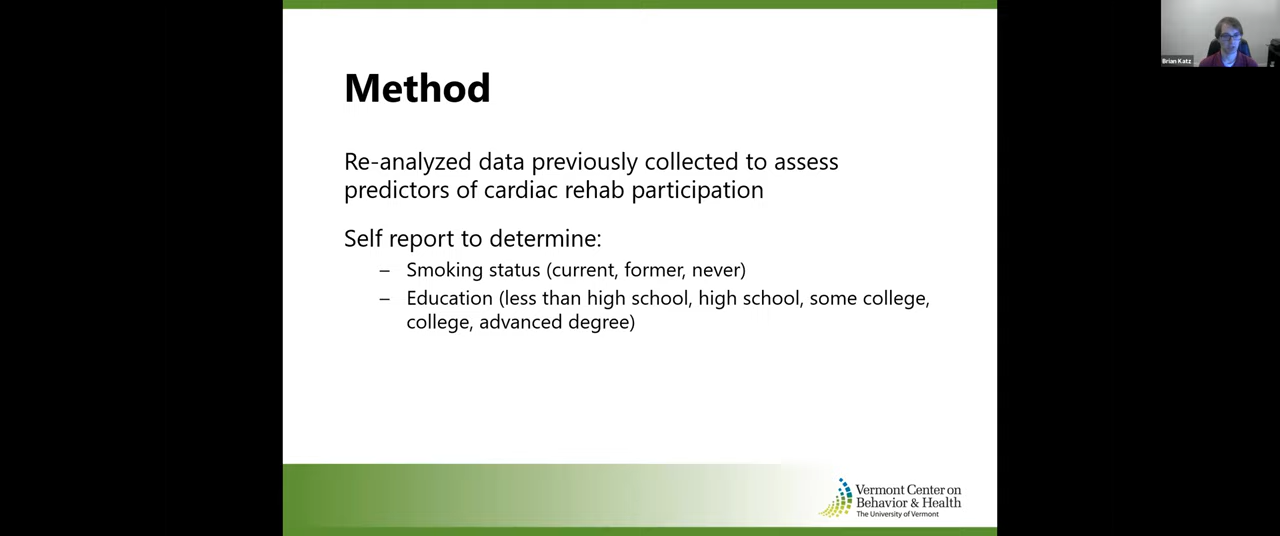 Method
Re-analyzed data previously collected to assess
predictors of cardiac rehab participation
Self report to determine:
– Smoking status (current, former, never)
– Education (less than high school, high school, some college,
college, advanced degree)
Vermont Center on
Behavior & Health
The University of Vermont
Brian Katz